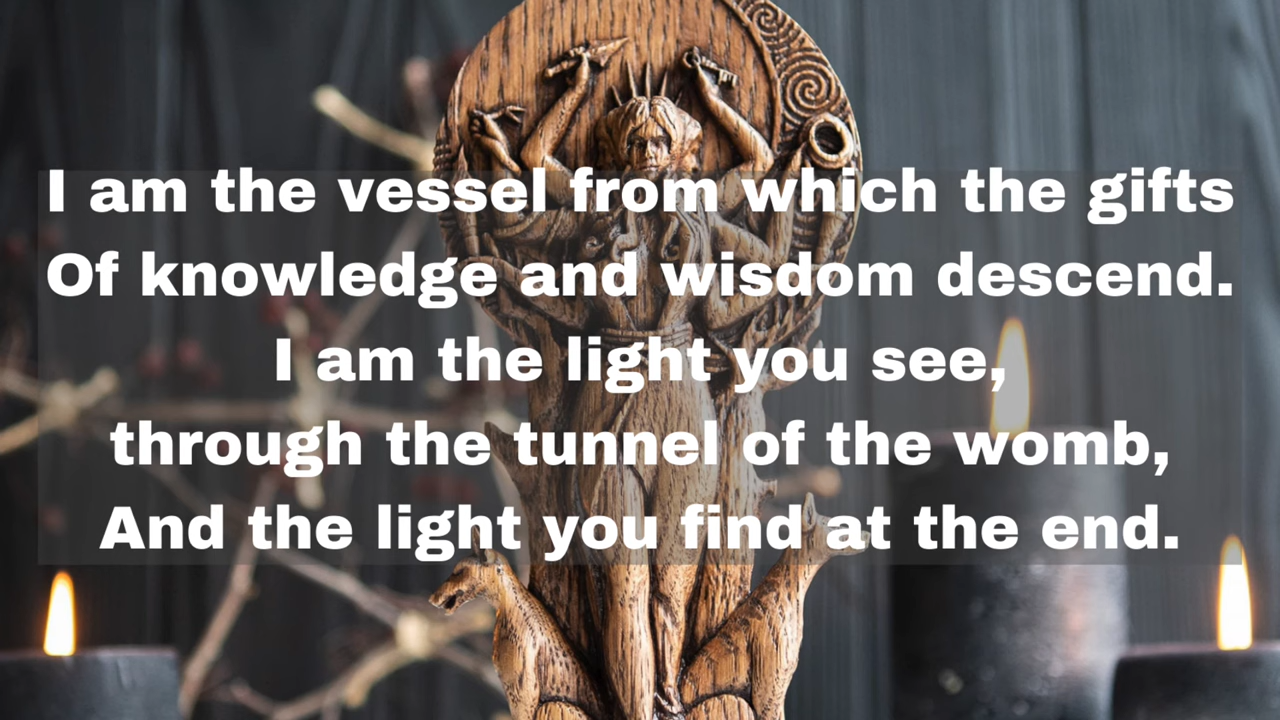 I am the vessel from which the gifts
Of knowledge and wisdom descend.
I am the light you see,
through the tunnel of the womb,
And the light you find at the end.